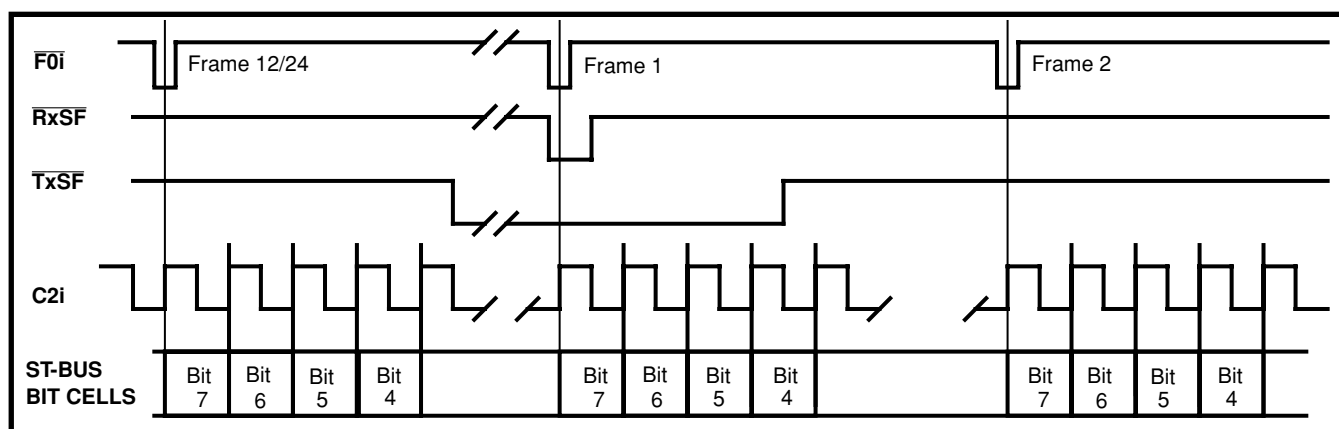 F0i
Frame 12/24
Frame 1
Frame 2
RxSF
TxSF
C2i
ST-BUS
BIT CELLS
Bit
7
Bit
6
Bit
5
Bit
4
Bit
7
Bit
6
Bit
5
Bit
4
Bit
7
Bit
6
Bit
5
Bit
4